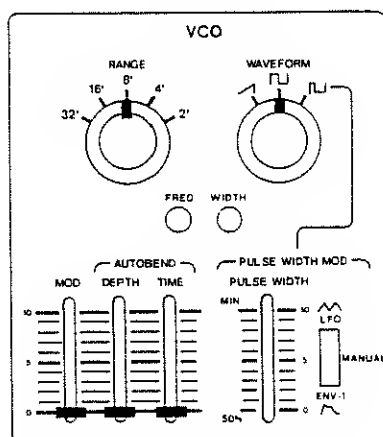 VCO
RANGE
WAVEFORM
32'
16'
8'
4'
2'
FREQ WIDTH
AUTOBEND
PULSE WIDTH MOD
MOD DEPTH TIME
PULSE WIDTH
MIN
10
10
LFO
5
5
MANUAL
ENV-1
0
50%
0